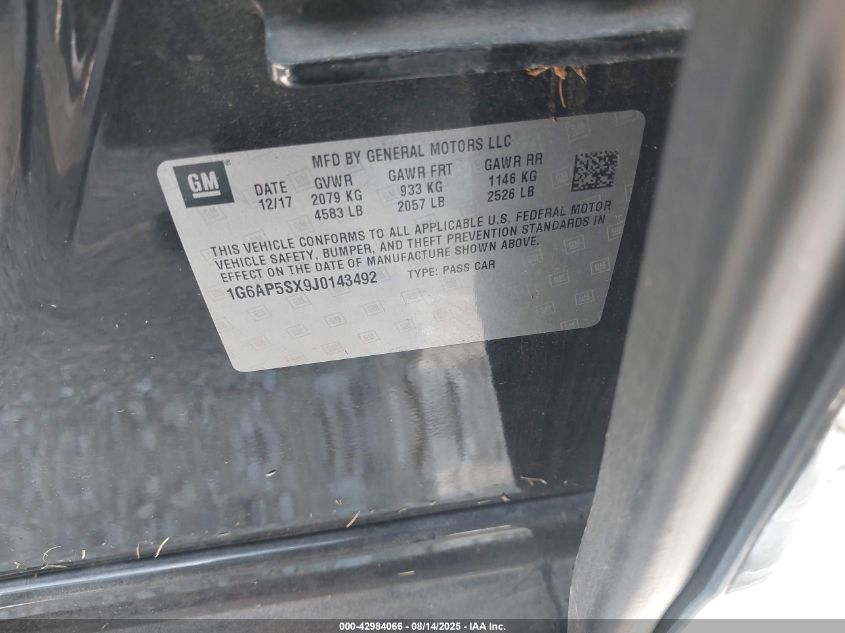 GM
MFD BY GENERAL MOTORS LLC
DATE GVWR GAWR FRT GAWR RR
12/17 2079 KG 933 KG 1146 KG
4583 LB 2057 LB 2526 LB
THIS VEHICLE CONFORMS TO ALL APPLICABLE U.S. FEDERAL MOTOR
VEHICLE SAFETY, BUMPER, AND THEFT PREVENTION STANDARDS IN
EFFECT ON THE DATE OF MANUFACTURE SHOWN ABOVE.
1G6AP5SX9J0143492 TYPE: PASS CAR
000-42984066 - 08/14/2025 - IAA Inc.